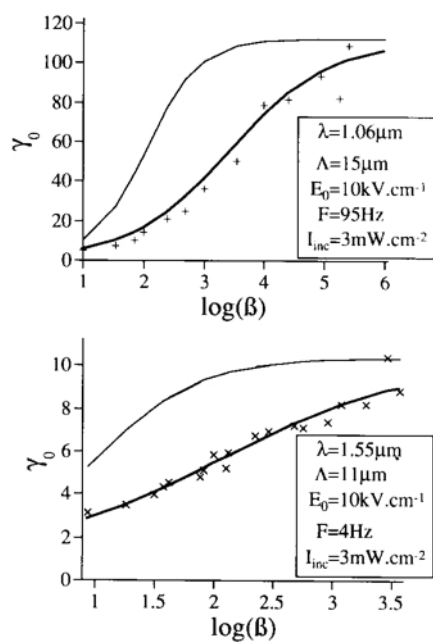 120
100
80
60
40
20
0
γ₀
1 2 3 4 5 6
log(ß)
λ=1.06μm
Λ=15μm
E₀=10kV.cm⁻¹
F=95Hz
Iᵢₙc=3mW.cm⁻²
10
8
6
4
2
0
γ₀
1 1.5 2 2.5 3 3.5
log(ß)
λ=1.55μm
Λ=11μm
E₀=10kV.cm⁻¹
F=4Hz
Iᵢₙc=3mW.cm⁻²